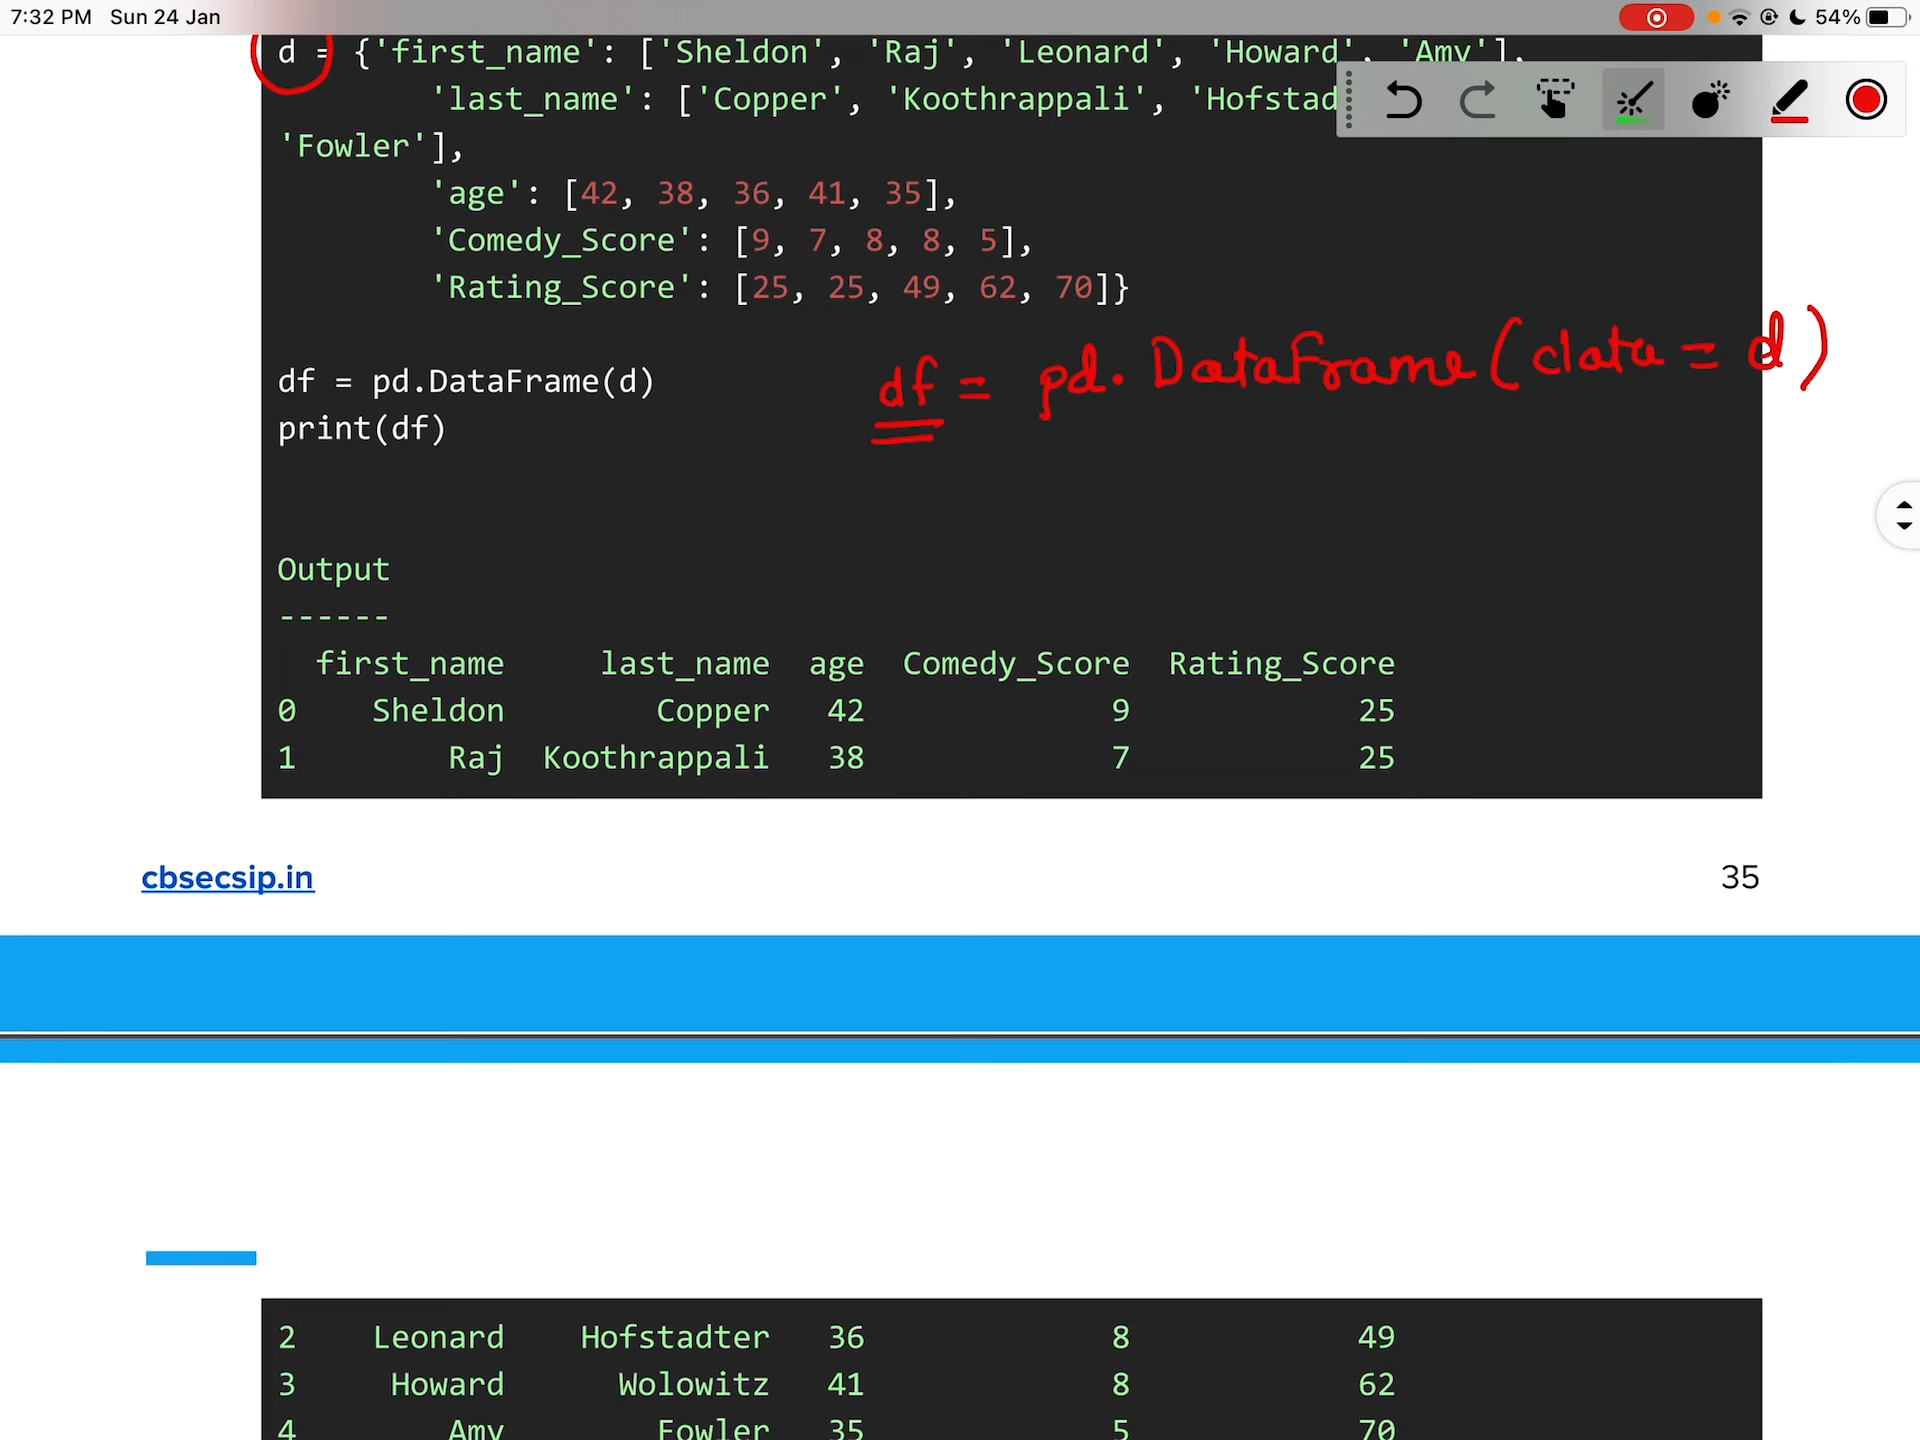 7:32 PM Sun 24 Jan 54%
d = {'first_name': ['Sheldon', 'Raj', 'Leonard', 'Howard', 'Amy'],
'last_name': ['Copper', 'Koothrappali', 'Hofstad
'Fowler'],
'age': [42, 38, 36, 41, 35],
'Comedy_Score': [9, 7, 8, 8, 5],
'Rating_Score': [25, 25, 49, 62, 70]}
df = pd.DataFrame(d)
df = pd.DataFrame(data = d)
print(df)
Output
------
first_name last_name age Comedy_Score Rating_Score
0 Sheldon Copper 42 9 25
1 Raj Koothrappali 38 7 25
cbsecsip.in 35
2 Leonard Hofstadter 36 8 49
3 Howard Wolowitz 41 8 62
4 Amy Fowler 35 5 70